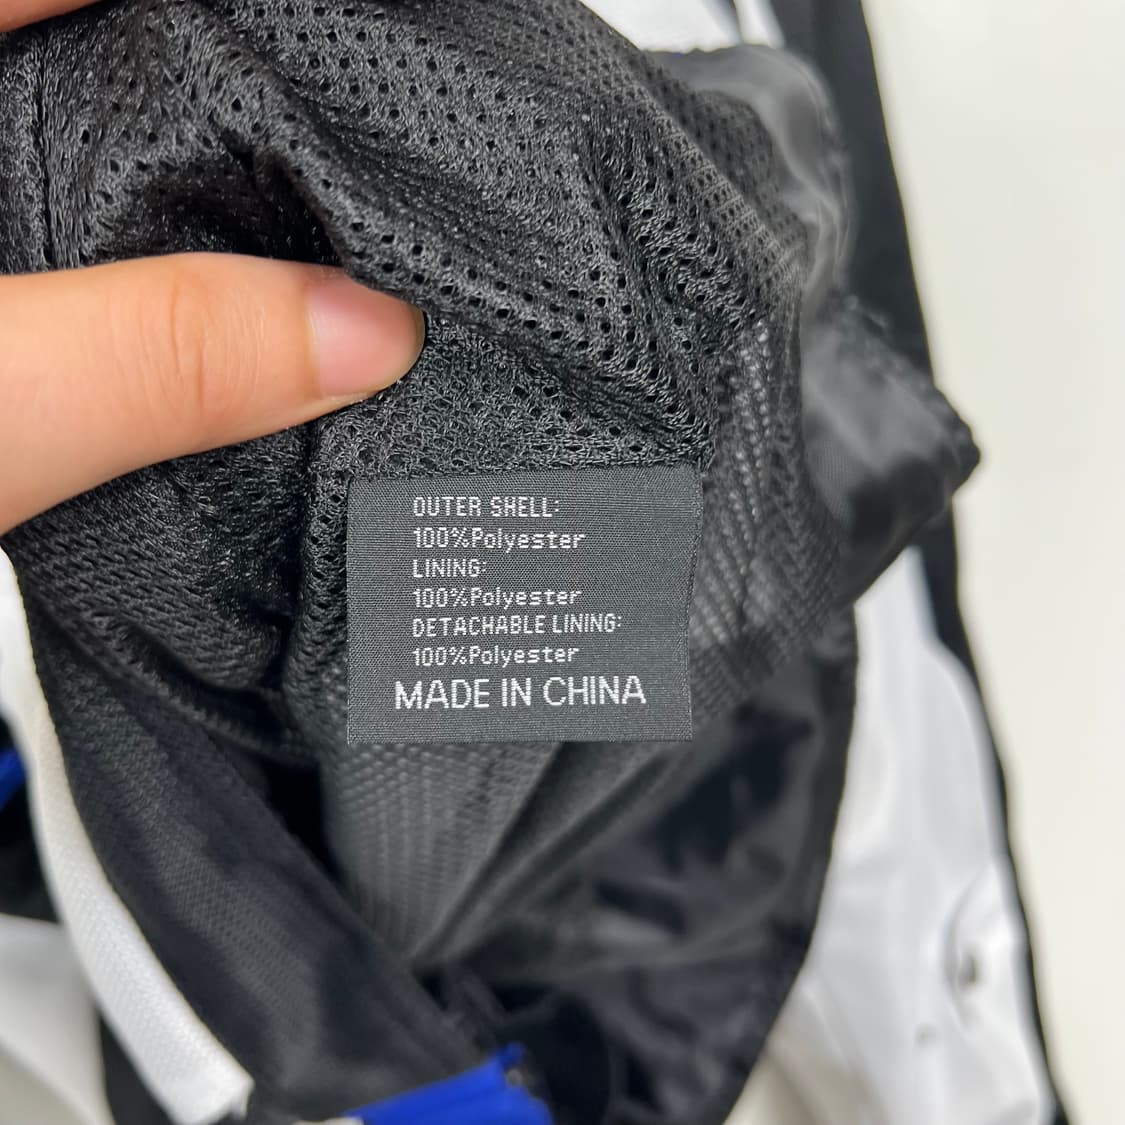 OUTER SHELL:
100%Polyester
LINING:
100%Polyester
DETACHABLE LINING:
100%Polyester
MADE IN CHINA